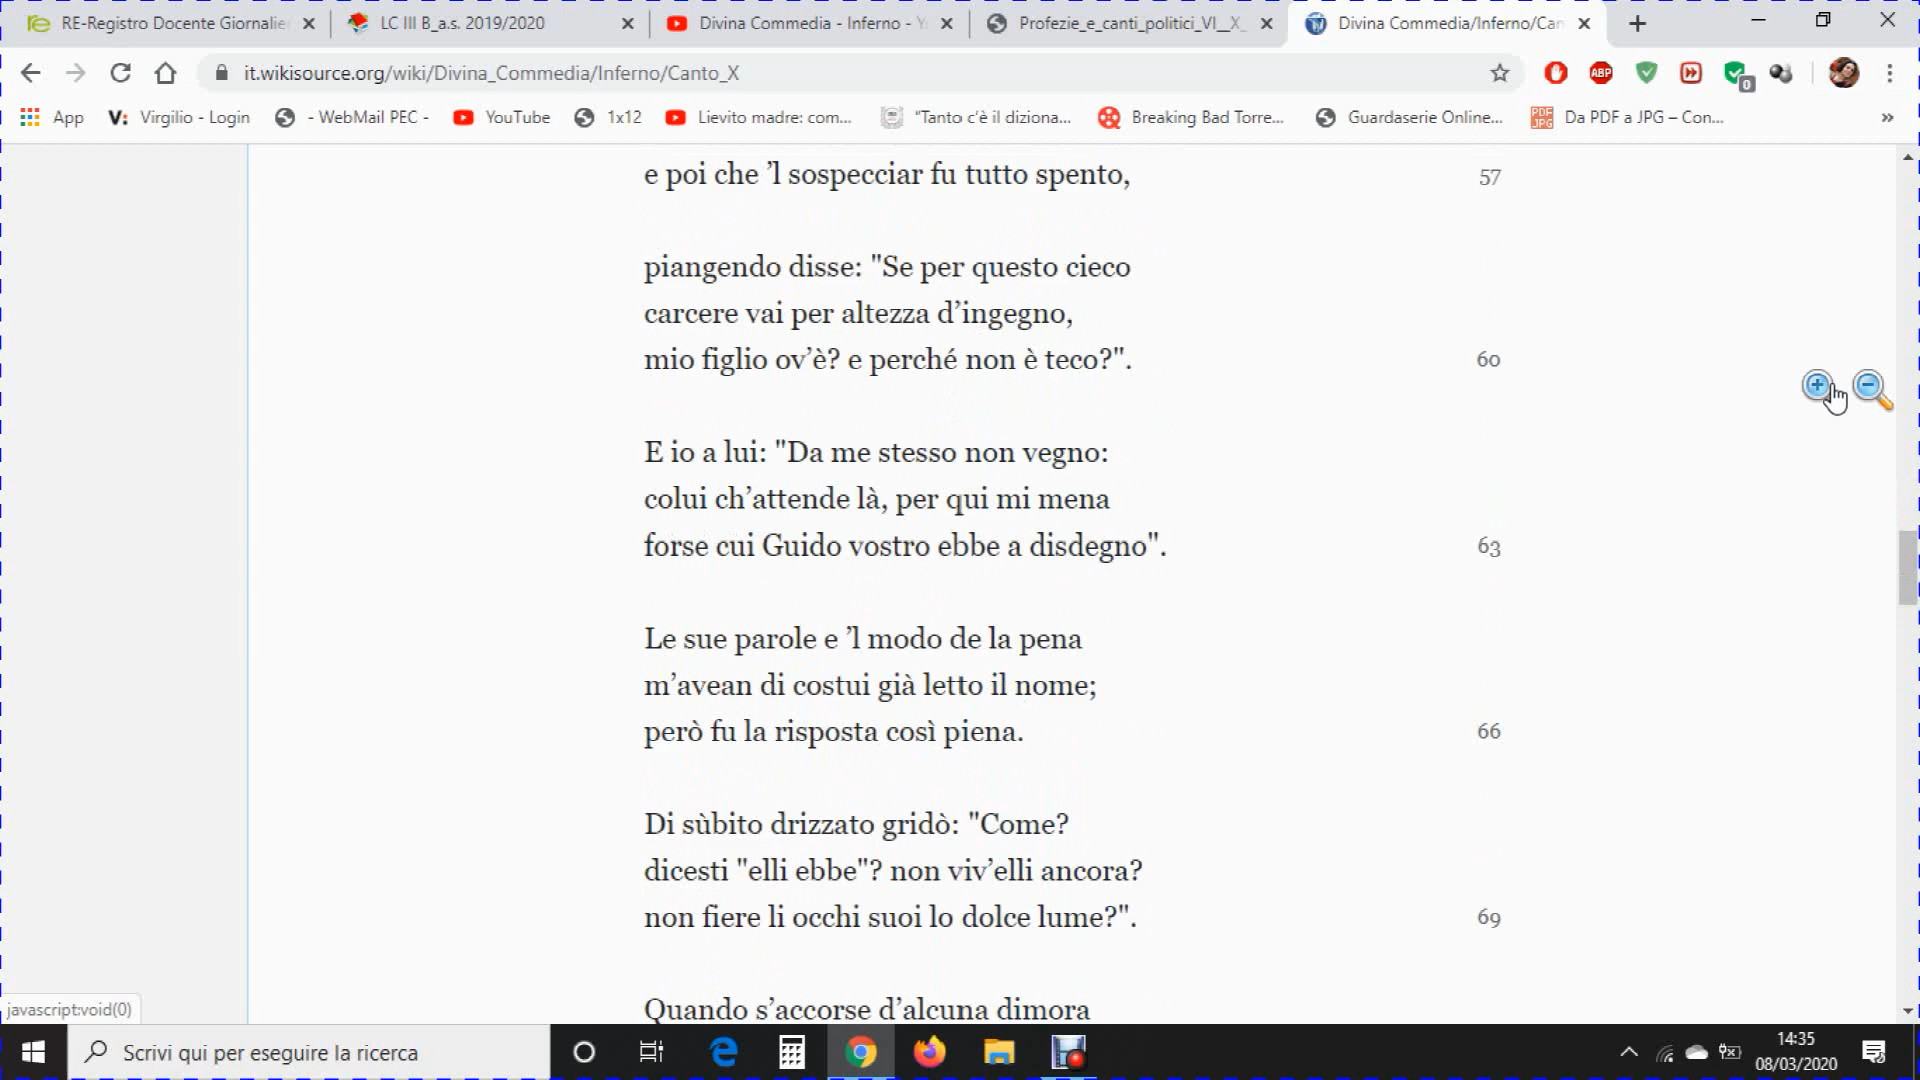 RE-Registro Docente Giornalie
LC III B_a.s. 2019/2020
Divina Commedia - Inferno - Y
Profezie_e_canti_politici_VI__X_
Divina Commedia/Inferno/Can
it.wikisource.org/wiki/Divina_Commedia/Inferno/Canto_X
ABP
0
App
V: Virgilio - Login
- WebMail PEC -
YouTube
1x12
Lievito madre: com...
"Tanto c'è il diziona...
Breaking Bad Torre...
Guardaserie Online...
PDF JPG
Da PDF a JPG – Con...
»
e poi che ’l sospecciar fu tutto spento, 57
piangendo disse: "Se per questo cieco
carcere vai per altezza d’ingegno,
mio figlio ov’è? e perché non è teco?". 60
E io a lui: "Da me stesso non vegno:
colui ch’attende là, per qui mi mena
forse cui Guido vostro ebbe a disdegno". 63
Le sue parole e ’l modo de la pena
m’avean di costui già letto il nome;
però fu la risposta così piena. 66
Di sùbito drizzato gridò: "Come?
dicesti "elli ebbe"? non viv’elli ancora?
non fiere li occhi suoi lo dolce lume?". 69
Quando s’accorse d’alcuna dimora
javascript:void(0)
Scrivi qui per eseguire la ricerca
14:35
08/03/2020